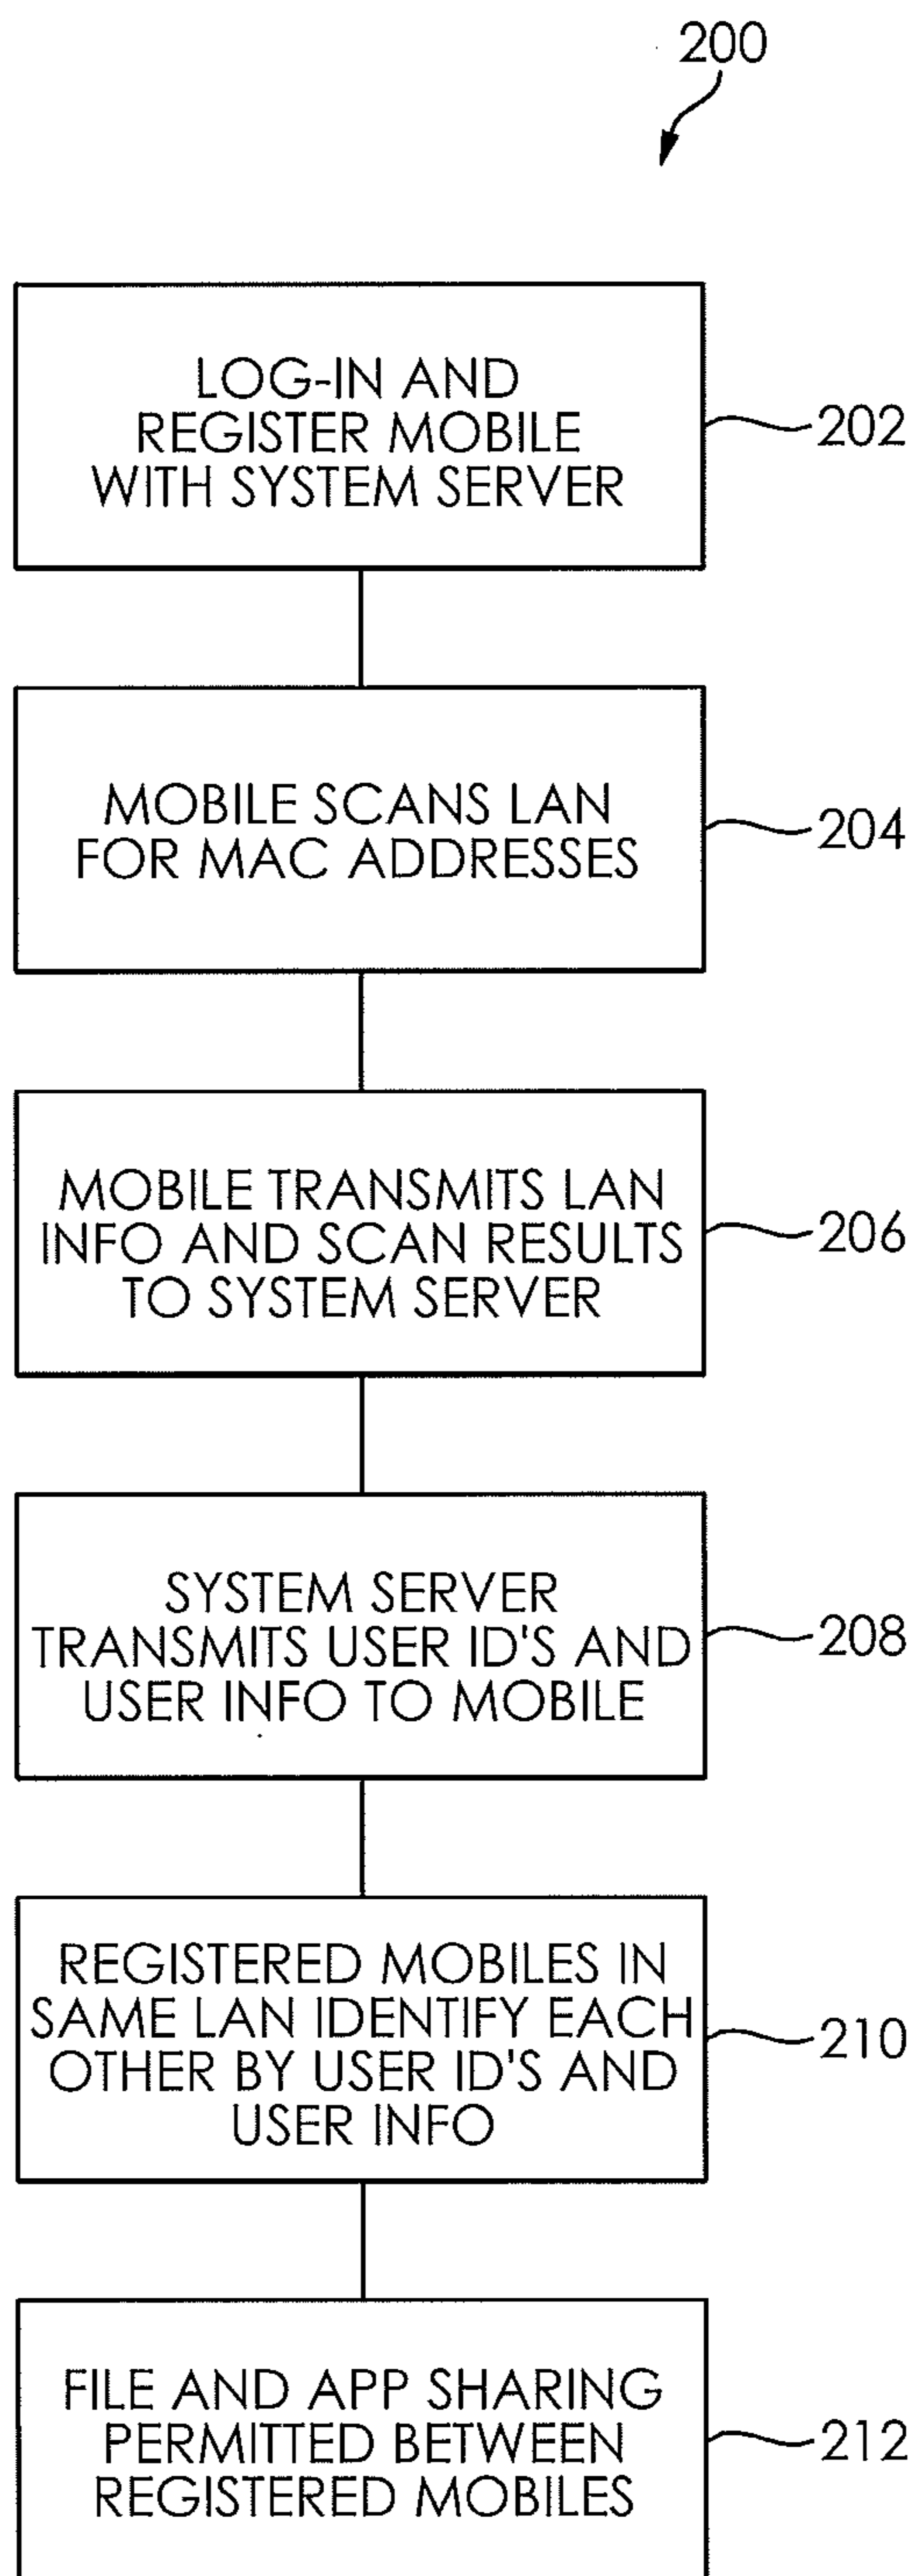 200
LOG-IN AND
REGISTER MOBILE
WITH SYSTEM SERVER
202
MOBILE SCANS LAN
FOR MAC ADDRESSES
204
MOBILE TRANSMITS LAN
INFO AND SCAN RESULTS
TO SYSTEM SERVER
206
SYSTEM SERVER
TRANSMITS USER ID'S AND
USER INFO TO MOBILE
208
REGISTERED MOBILES IN
SAME LAN IDENTIFY EACH
OTHER BY USER ID'S AND
USER INFO
210
FILE AND APP SHARING
PERMITTED BETWEEN
REGISTERED MOBILES
212